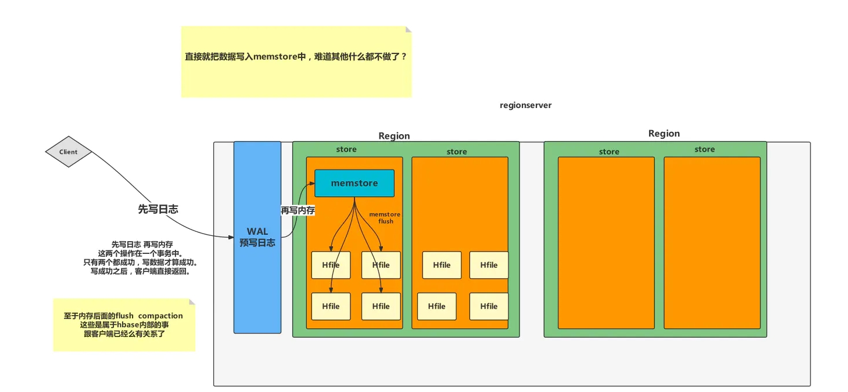 直接就把数据写入memstore中，难道其他什么都不做了？
regionserver
Region
Region
Client
store
store
store
store
memstore
先写日志
再写内存
memstore
flush
WAL
预写日志
先写日志 再写内存
这两个操作在一个事务中。
只有两个都成功，写数据才算成功。
写成功之后，客户端直接返回。
Hfile
Hfile
Hfile
Hfile
Hfile
Hfile
Hfile
Hfile
至于内存后面的flush compaction
这些是属于hbase内部的事
跟客户端已经么有关系了